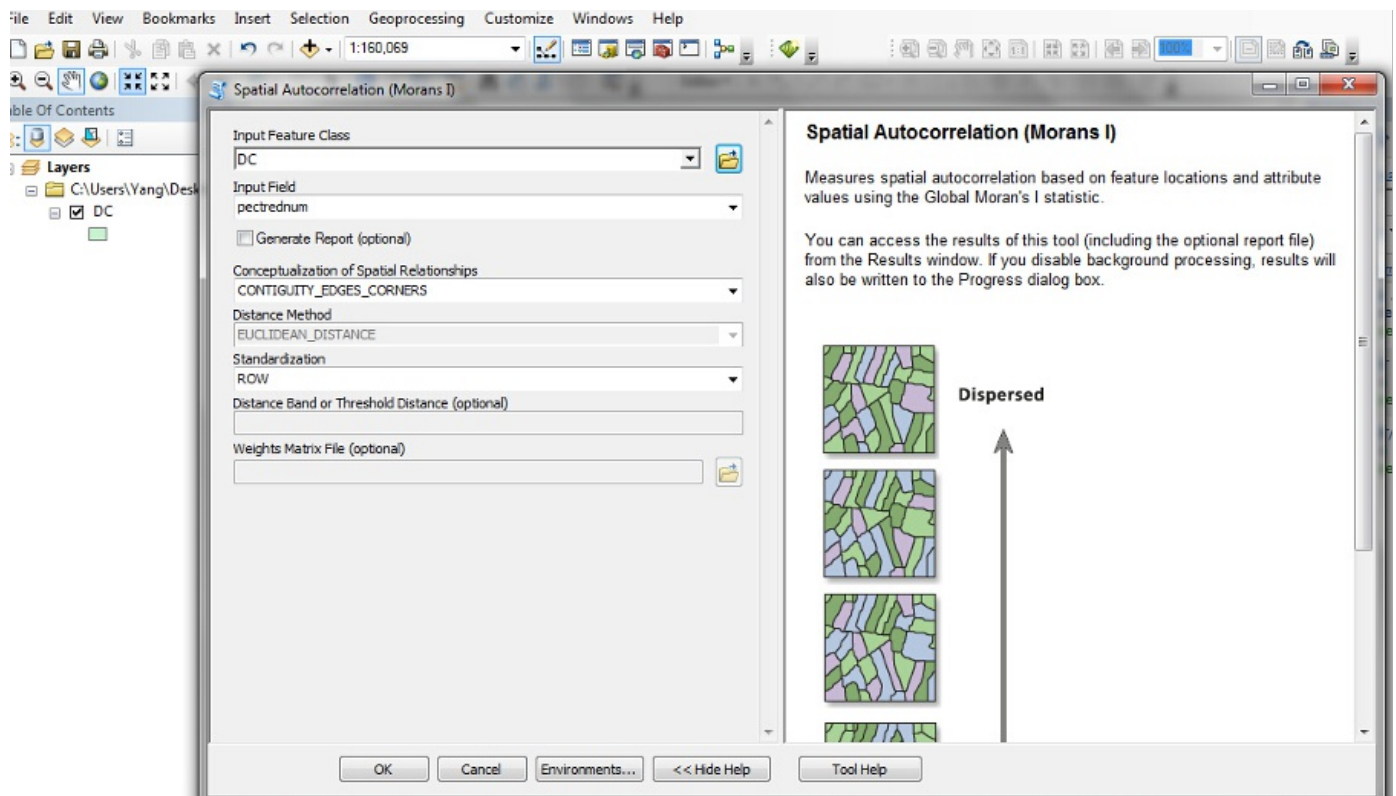 File Edit View Bookmarks Insert Selection Geoprocessing Customize Windows Help
1:160,069
100%
Spatial Autocorrelation (Morans I)
Table Of Contents
Layers
C:\Users\Yang\Desk
DC
Input Feature Class
DC
Input Field
pectrednum
Generate Report (optional)
Conceptualization of Spatial Relationships
CONTIGUITY_EDGES_CORNERS
Distance Method
EUCLIDEAN_DISTANCE
Standardization
ROW
Distance Band or Threshold Distance (optional)
Weights Matrix File (optional)
OK Cancel Environments... << Hide Help Tool Help
Spatial Autocorrelation (Morans I)
Measures spatial autocorrelation based on feature locations and attribute
values using the Global Moran's I statistic.
You can access the results of this tool (including the optional report file)
from the Results window. If you disable background processing, results will
also be written to the Progress dialog box.
Dispersed